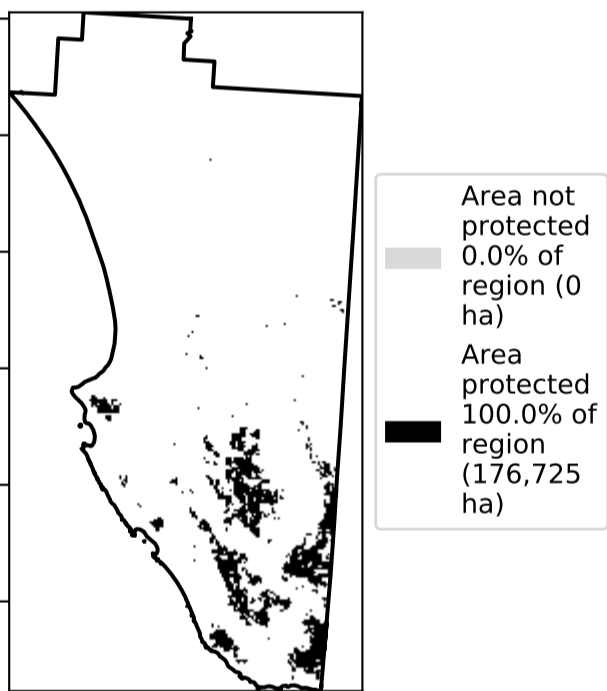 Area not
protected
0.0% of
region (0
ha)
Area
protected
100.0% of
region
(176,725
ha)